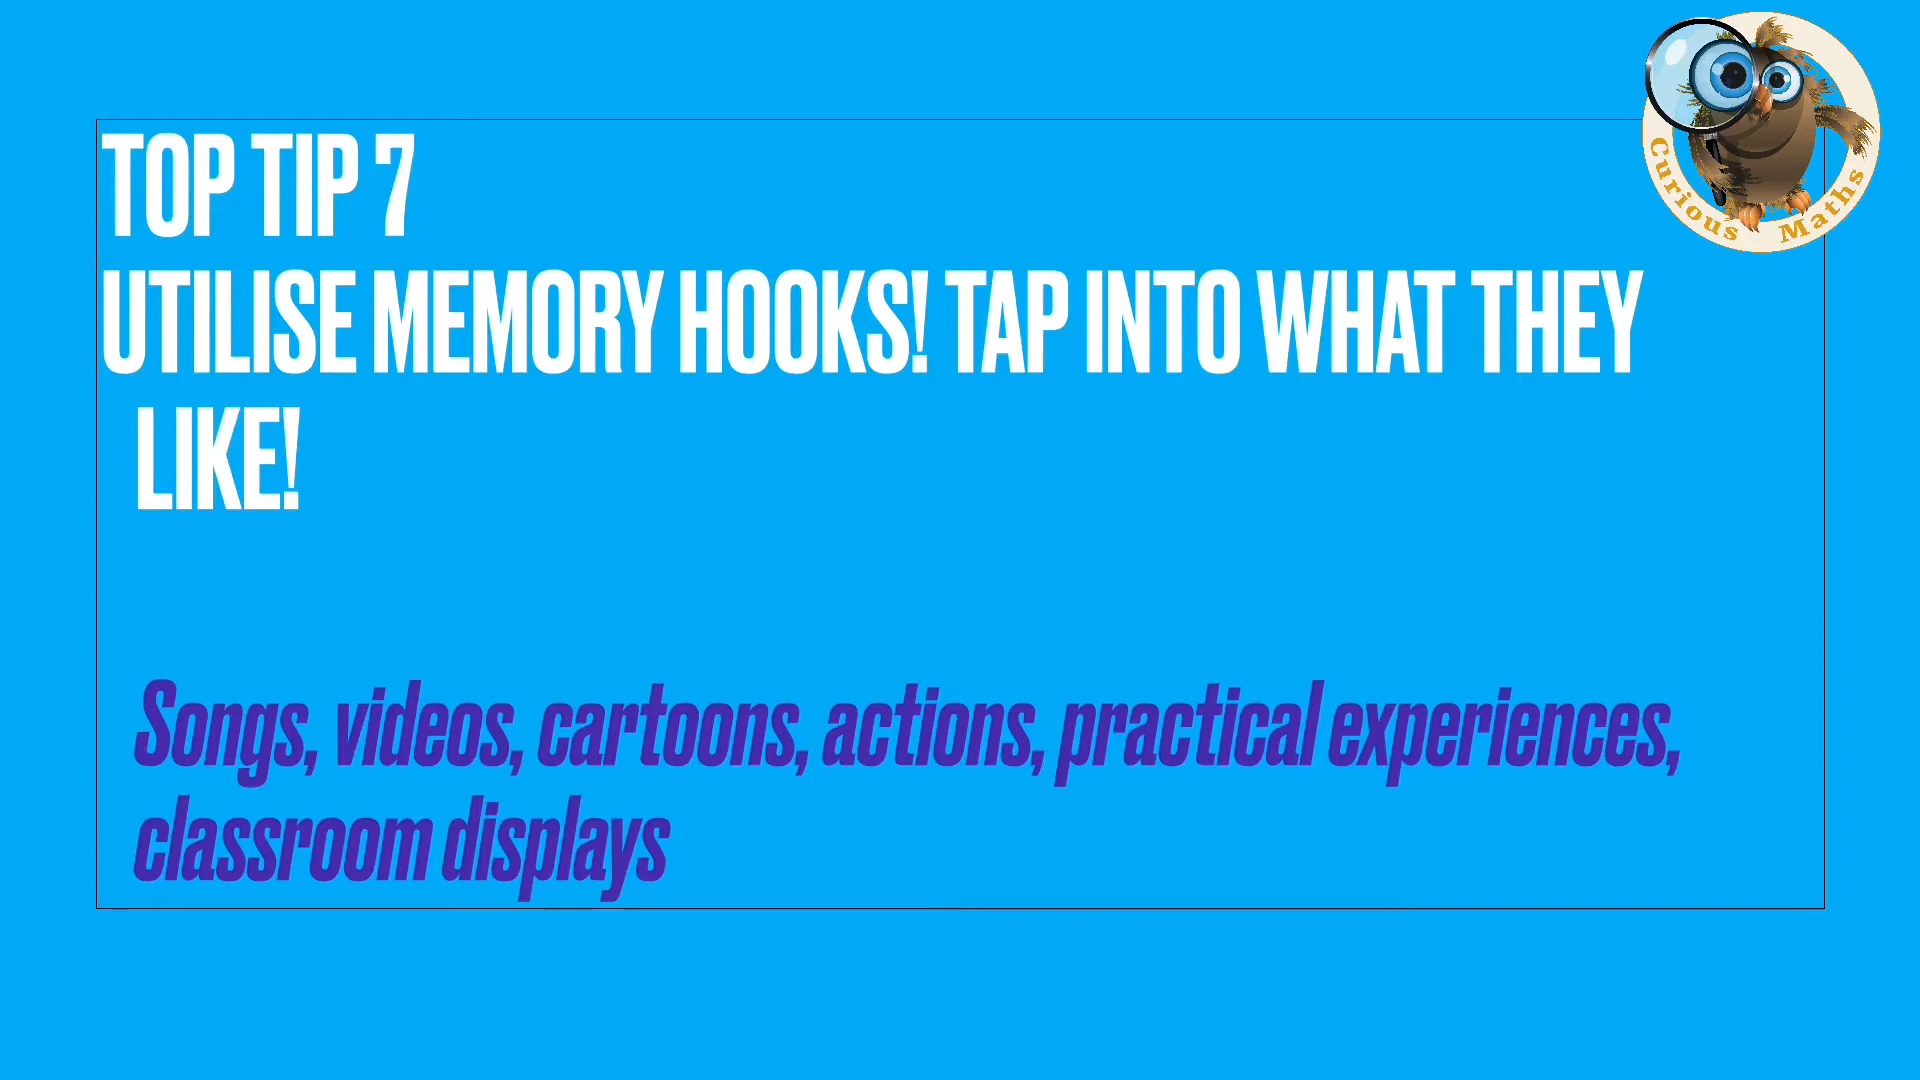 TOP TIP 7
UTILISE MEMORY HOOKS! TAP INTO WHAT THEY
LIKE!
Songs, videos, cartoons, actions, practical experiences,
classroom displays
Curious Maths